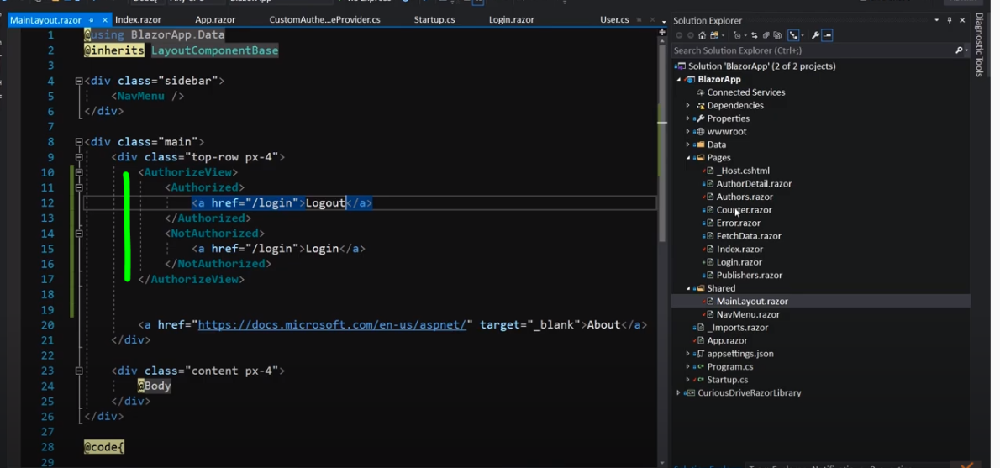 MainLayout.razor
Index.razor
App.razor
CustomAuthe...eProvider.cs
Startup.cs
Login.razor
User.cs
1 @using BlazorApp.Data
2 @inherits LayoutComponentBase
3
4 <div class="sidebar">
5 <NavMenu />
6 </div>
7
8 <div class="main">
9 <div class="top-row px-4">
10 <AuthorizeView>
11 <Authorized>
12 <a href="/login">Logout</a>
13 </Authorized>
14 <NotAuthorized>
15 <a href="/login">Login</a>
16 </NotAuthorized>
17 </AuthorizeView>
18
19
20 <a href="https://docs.microsoft.com/en-us/aspnet/" target="_blank">About</a>
21 </div>
22
23 <div class="content px-4">
24 @Body
25 </div>
26 </div>
27
28 @code{
29
Solution Explorer
Search Solution Explorer (Ctrl+;)
Solution 'BlazorApp' (2 of 2 projects)
BlazorApp
Connected Services
Dependencies
Properties
wwwroot
Data
Pages
_Host.cshtml
AuthorDetail.razor
Authors.razor
Counter.razor
Error.razor
FetchData.razor
Index.razor
Login.razor
Publishers.razor
Shared
MainLayout.razor
NavMenu.razor
_Imports.razor
App.razor
appsettings.json
Program.cs
Startup.cs
CuriousDriveRazorLibrary
Diagnostic Tools